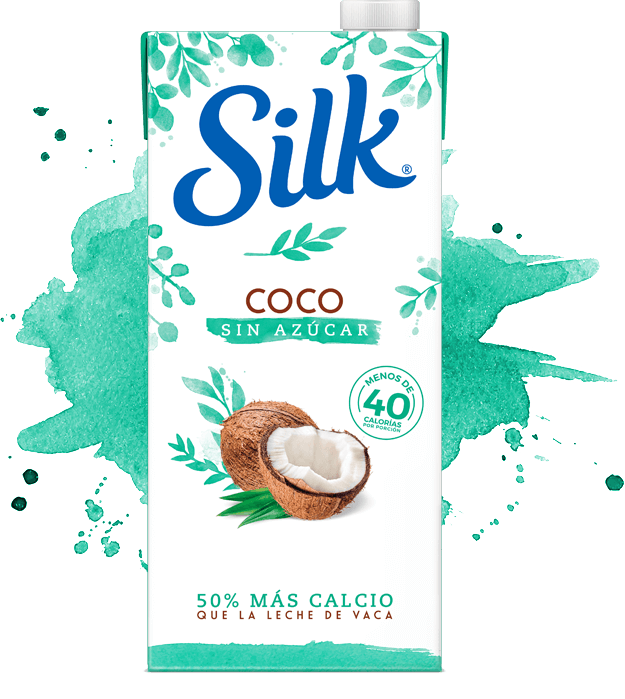 Silk®
COCO
SIN AZÚCAR
MENOS DE
40
CALORÍAS
POR PORCIÓN
50% MÁS CALCIO
QUE LA LECHE DE VACA